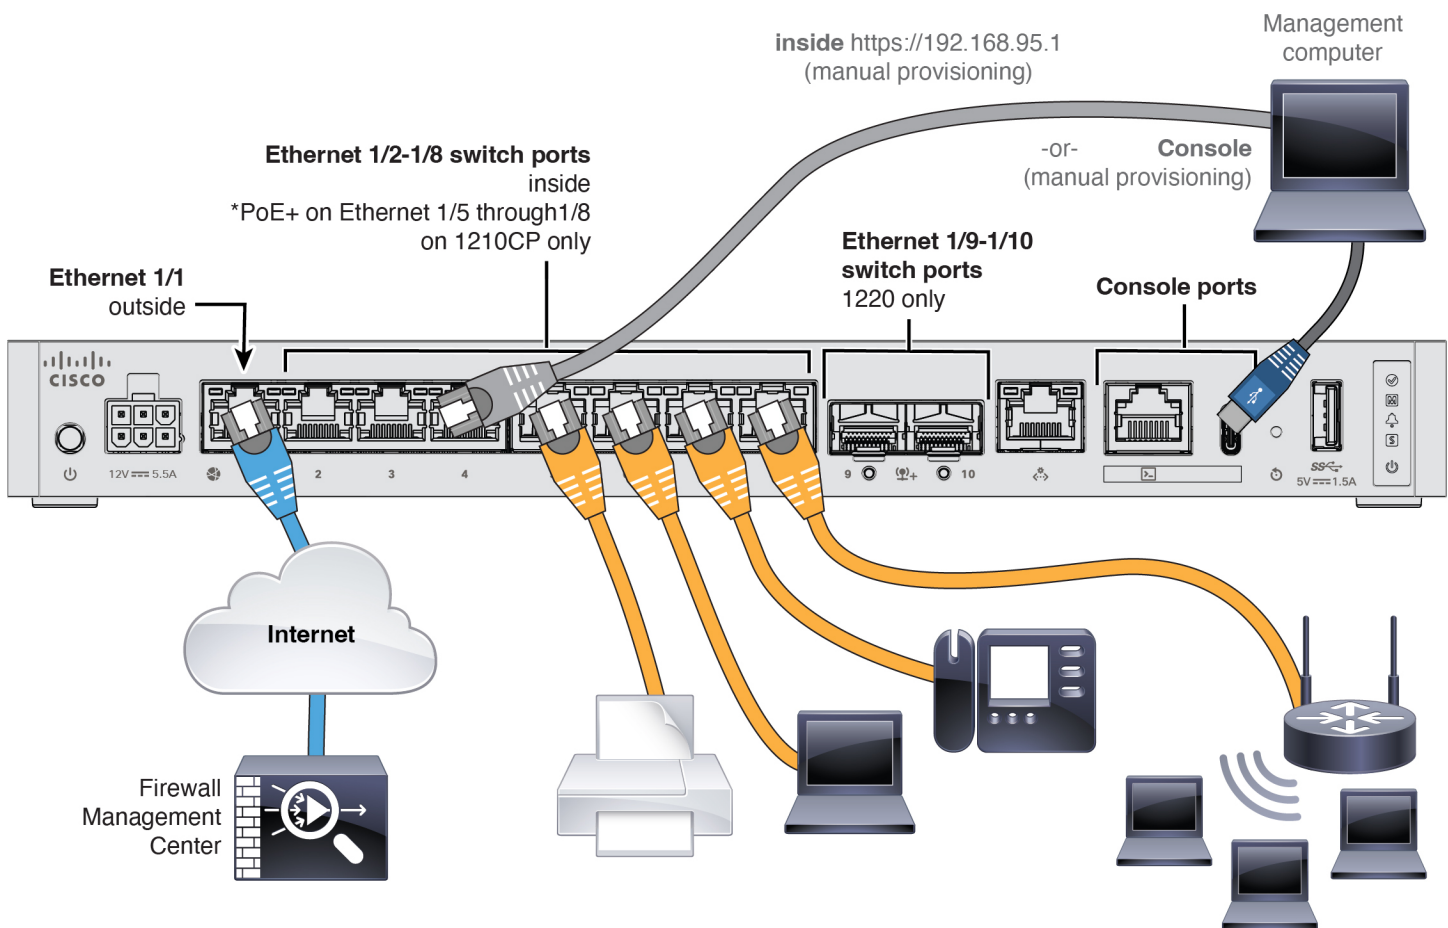 Management
computer
inside https://192.168.95.1
(manual provisioning)
-or- Console
(manual provisioning)
Ethernet 1/2-1/8 switch ports
inside
*PoE+ on Ethernet 1/5 through1/8
on 1210CP only
Ethernet 1/9-1/10
switch ports
1220 only
Ethernet 1/1
outside
Console ports
CISCO
12V 5.5A
2
3
4
9
10
SS
5V 1.5A
Internet
Firewall
Management
Center